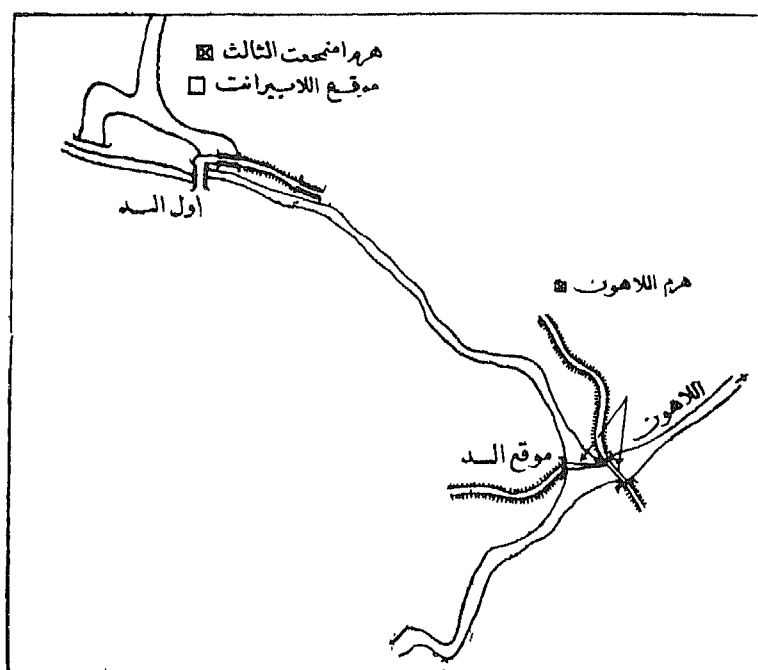 هرم امنمحعت الثالث
موقع اللابيرانت
اول السد
هرم اللاهون
اللاهون
موقع السد